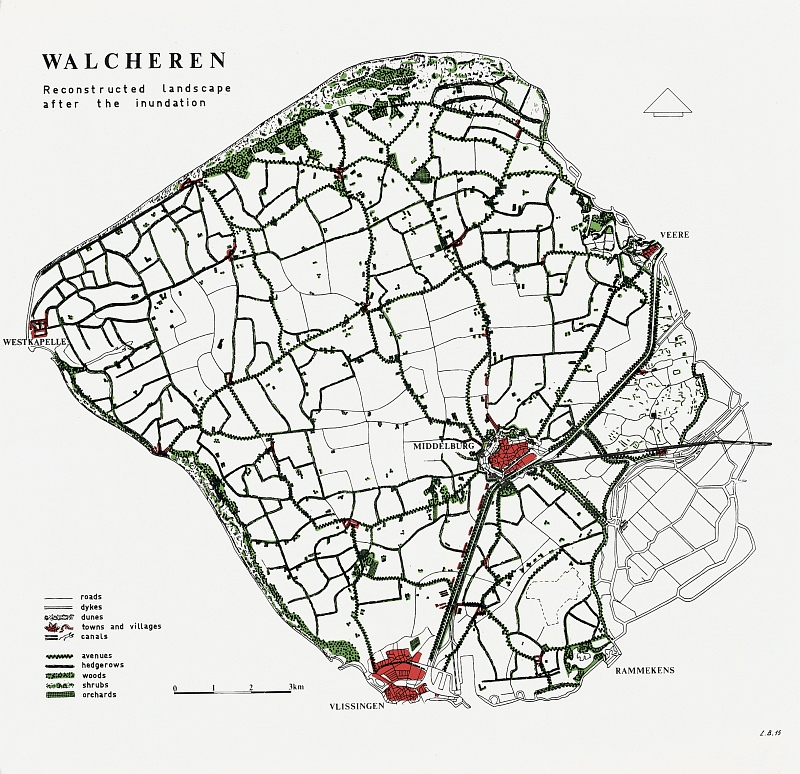 WALCHEREN
Reconstructed landscape
after the inundation
VEERE
WESTKAPELLE
MIDDELBURG
RAMMEKENS
VLISSINGEN
roads
dykes
dunes
towns and villages
canals
avenues
hedgerows
woods
shrubs
orchards
0 1 2 3km
L.B. 15